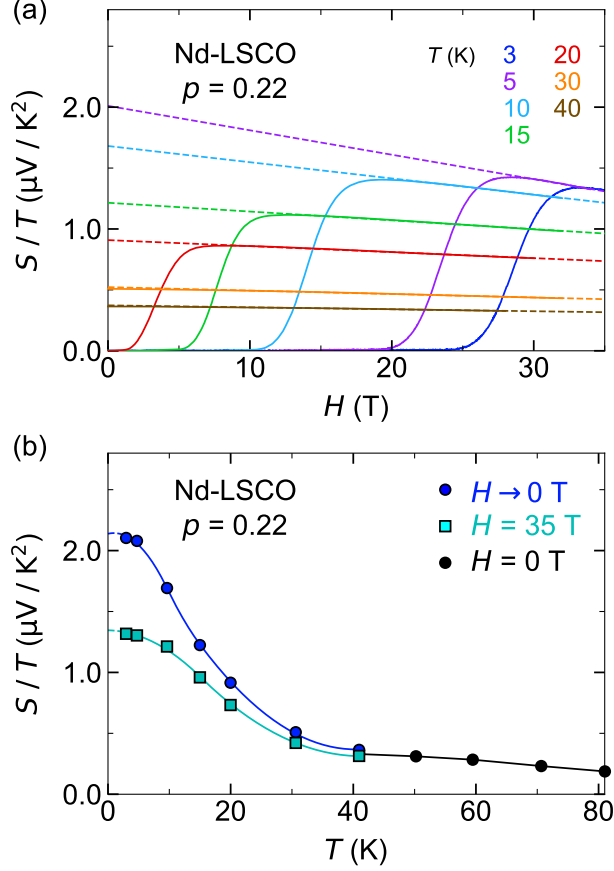 (a)
Nd-LSCO
p = 0.22
T (K) 3 20
5 30
10 40
15
2.0
1.0
0.0
S / T (μV / K²)
0 10 20 30
H (T)
(b)
Nd-LSCO
p = 0.22
H → 0 T
H = 35 T
H = 0 T
2.0
1.0
0.0
S / T (μV / K²)
0 20 40 60 80
T (K)